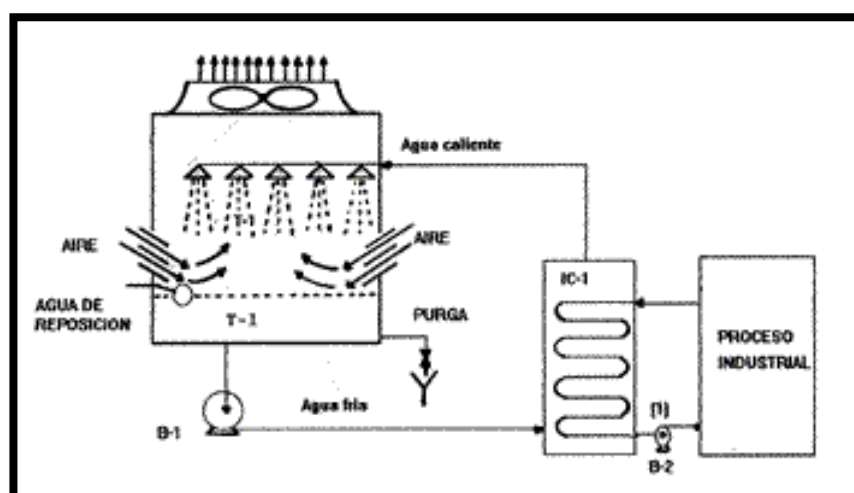 Agua caliente
T-1
AIRE
AIRE
IC-1
AGUA DE
REPOSICION
T-1
PURGA
PROCESO
INDUSTRIAL
Agua fria
(1)
B-1
B-2